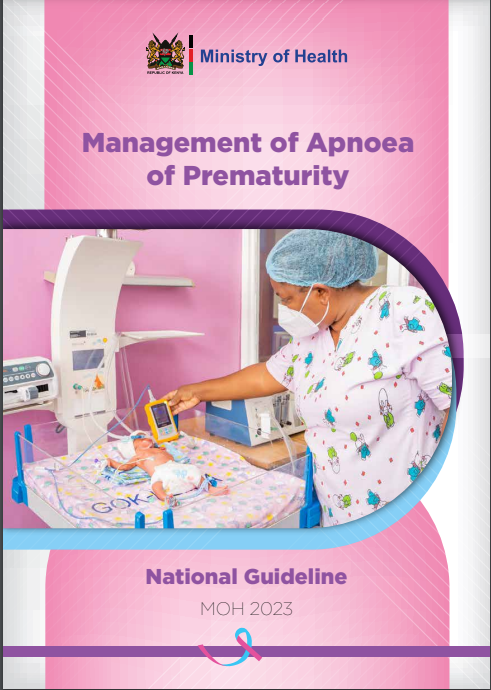 REPUBLIC OF KENYA
Ministry of Health
Management of Apnoea
of Prematurity
GOK-
National Guideline
MOH 2023